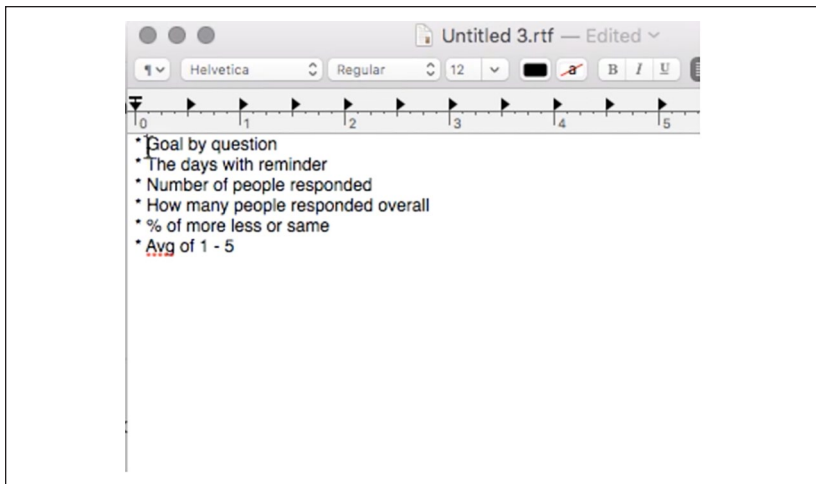 Untitled 3.rtf — Edited
¶ Helvetica Regular 12 a B I U
0 1 2 3 4 5
* Goal by question
* The days with reminder
* Number of people responded
* How many people responded overall
* % of more less or same
* Avg of 1 - 5